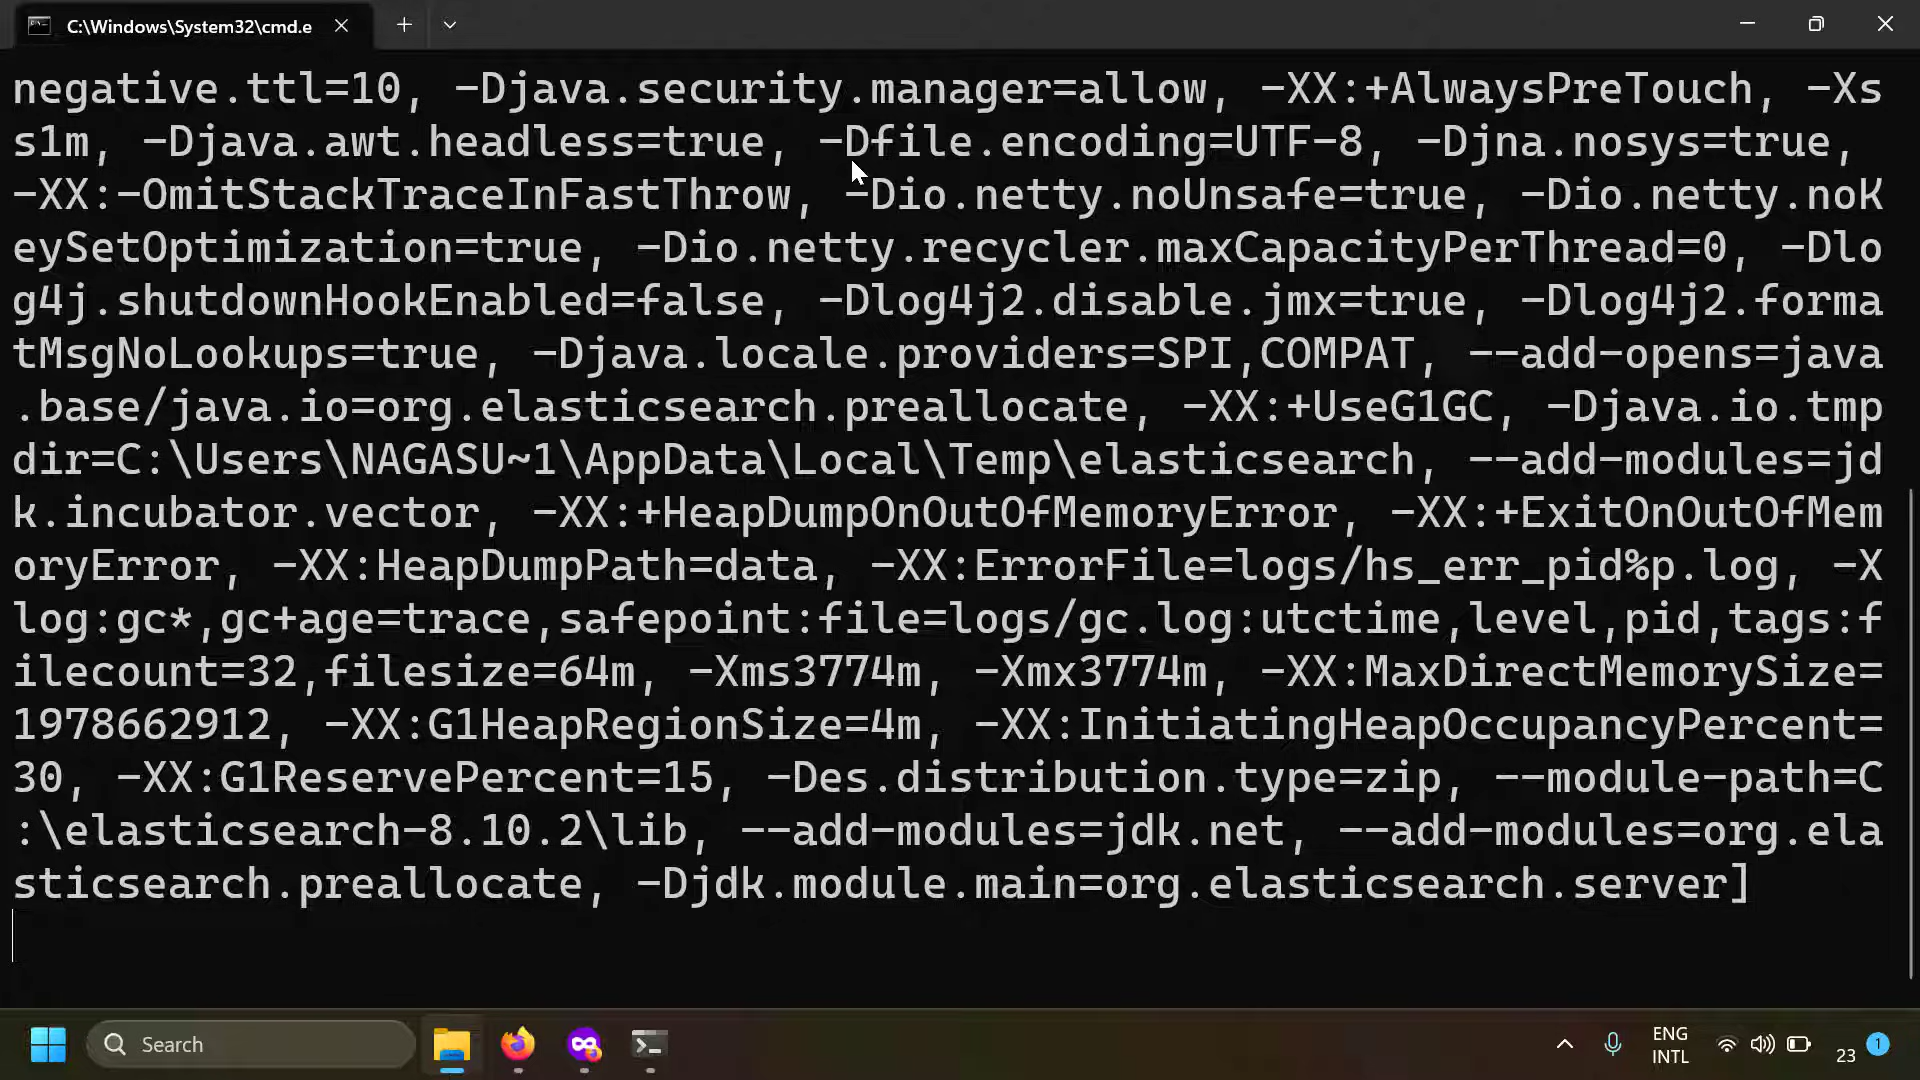 C:\Windows\System32\cmd.e
negative.ttl=10, -Djava.security.manager=allow, -XX:+AlwaysPreTouch, -Xs
s1m, -Djava.awt.headless=true, -Dfile.encoding=UTF-8, -Djna.nosys=true,
-XX:-OmitStackTraceInFastThrow, -Dio.netty.noUnsafe=true, -Dio.netty.noK
eySetOptimization=true, -Dio.netty.recycler.maxCapacityPerThread=0, -Dlo
g4j.shutdownHookEnabled=false, -Dlog4j2.disable.jmx=true, -Dlog4j2.forma
tMsgNoLookups=true, -Djava.locale.providers=SPI,COMPAT, --add-opens=java
.base/java.io=org.elasticsearch.preallocate, -XX:+UseG1GC, -Djava.io.tmp
dir=C:\Users\NAGASU~1\AppData\Local\Temp\elasticsearch, --add-modules=jd
k.incubator.vector, -XX:+HeapDumpOnOutOfMemoryError, -XX:+ExitOnOutOfMem
oryError, -XX:HeapDumpPath=data, -XX:ErrorFile=logs/hs_err_pid%p.log, -X
log:gc*,gc+age=trace,safepoint:file=logs/gc.log:utctime,level,pid,tags:f
ilecount=32,filesize=64m, -Xms3774m, -Xmx3774m, -XX:MaxDirectMemorySize=
1978662912, -XX:G1HeapRegionSize=4m, -XX:InitiatingHeapOccupancyPercent=
30, -XX:G1ReservePercent=15, -Des.distribution.type=zip, --module-path=C
:\elasticsearch-8.10.2\lib, --add-modules=jdk.net, --add-modules=org.ela
sticsearch.preallocate, -Djdk.module.main=org.elasticsearch.server]
Search
ENG
INTL
23
1